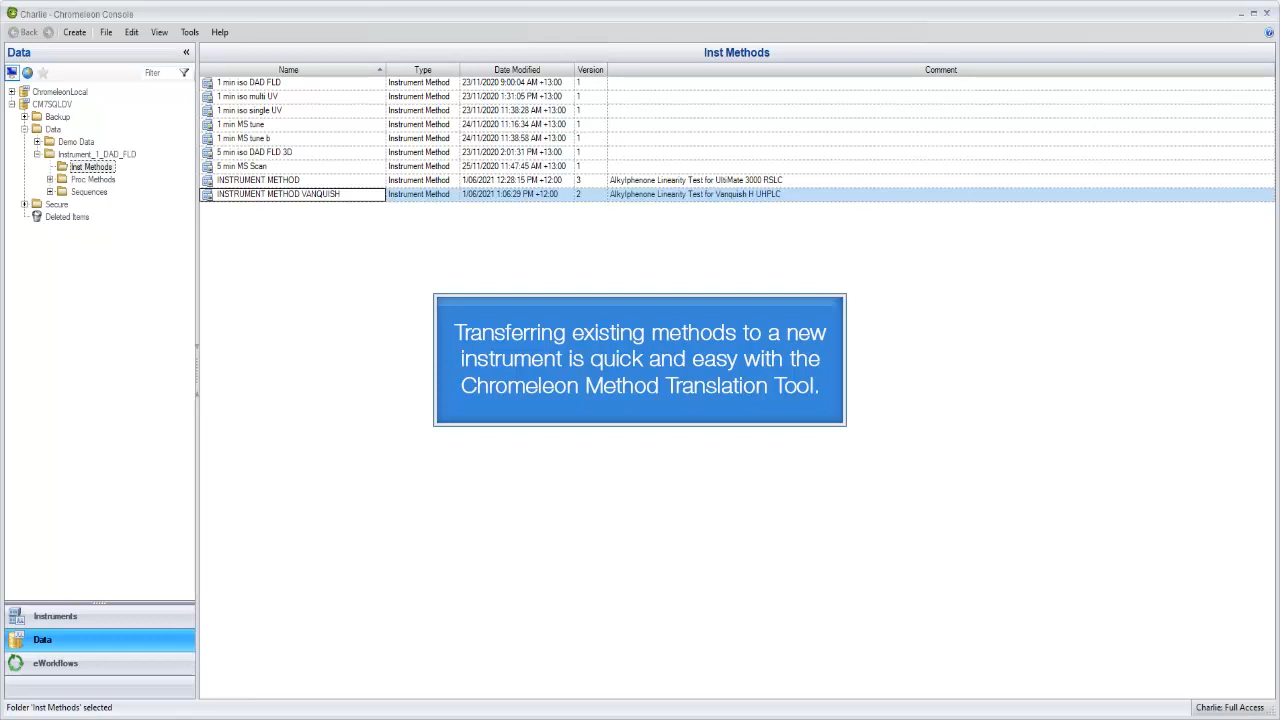 Charlie - Chromeleon Console
Back Create File Edit View Tools Help
Data «
Filter
ChromeleonLocal
CM7SQLDV
Backup
Data
Demo Data
Instrument_1_DAD_FLD
Inst Methods
Proc Methods
Sequences
Secure
Deleted Items
Inst Methods
Name Type Date Modified Version Comment
1 min iso DAD FLD Instrument Method 23/11/2020 9:00:04 AM +13:00 1
1 min iso multi UV Instrument Method 23/11/2020 1:31:05 PM +13:00 1
1 min iso single UV Instrument Method 23/11/2020 11:38:28 AM +13:00 1
1 min MS tune Instrument Method 24/11/2020 11:16:34 AM +13:00 1
1 min MS tune b Instrument Method 24/11/2020 11:38:58 AM +13:00 1
5 min iso DAD FLD 3D Instrument Method 23/11/2020 2:01:31 PM +13:00 1
5 min MS Scan Instrument Method 25/11/2020 11:47:45 AM +13:00 1
INSTRUMENT METHOD Instrument Method 1/06/2021 12:28:15 PM +12:00 3 Alkylphenone Linearity Test for UltiMate 3000 RSLC
INSTRUMENT METHOD VANQUISH Instrument Method 1/06/2021 1:06:29 PM +12:00 2 Alkylphenone Linearity Test for Vanquish H UHPLC
Transferring existing methods to a new
instrument is quick and easy with the
Chromeleon Method Translation Tool.
Instruments
Data
eWorkflows
Folder 'Inst Methods' selected
Charlie: Full Access